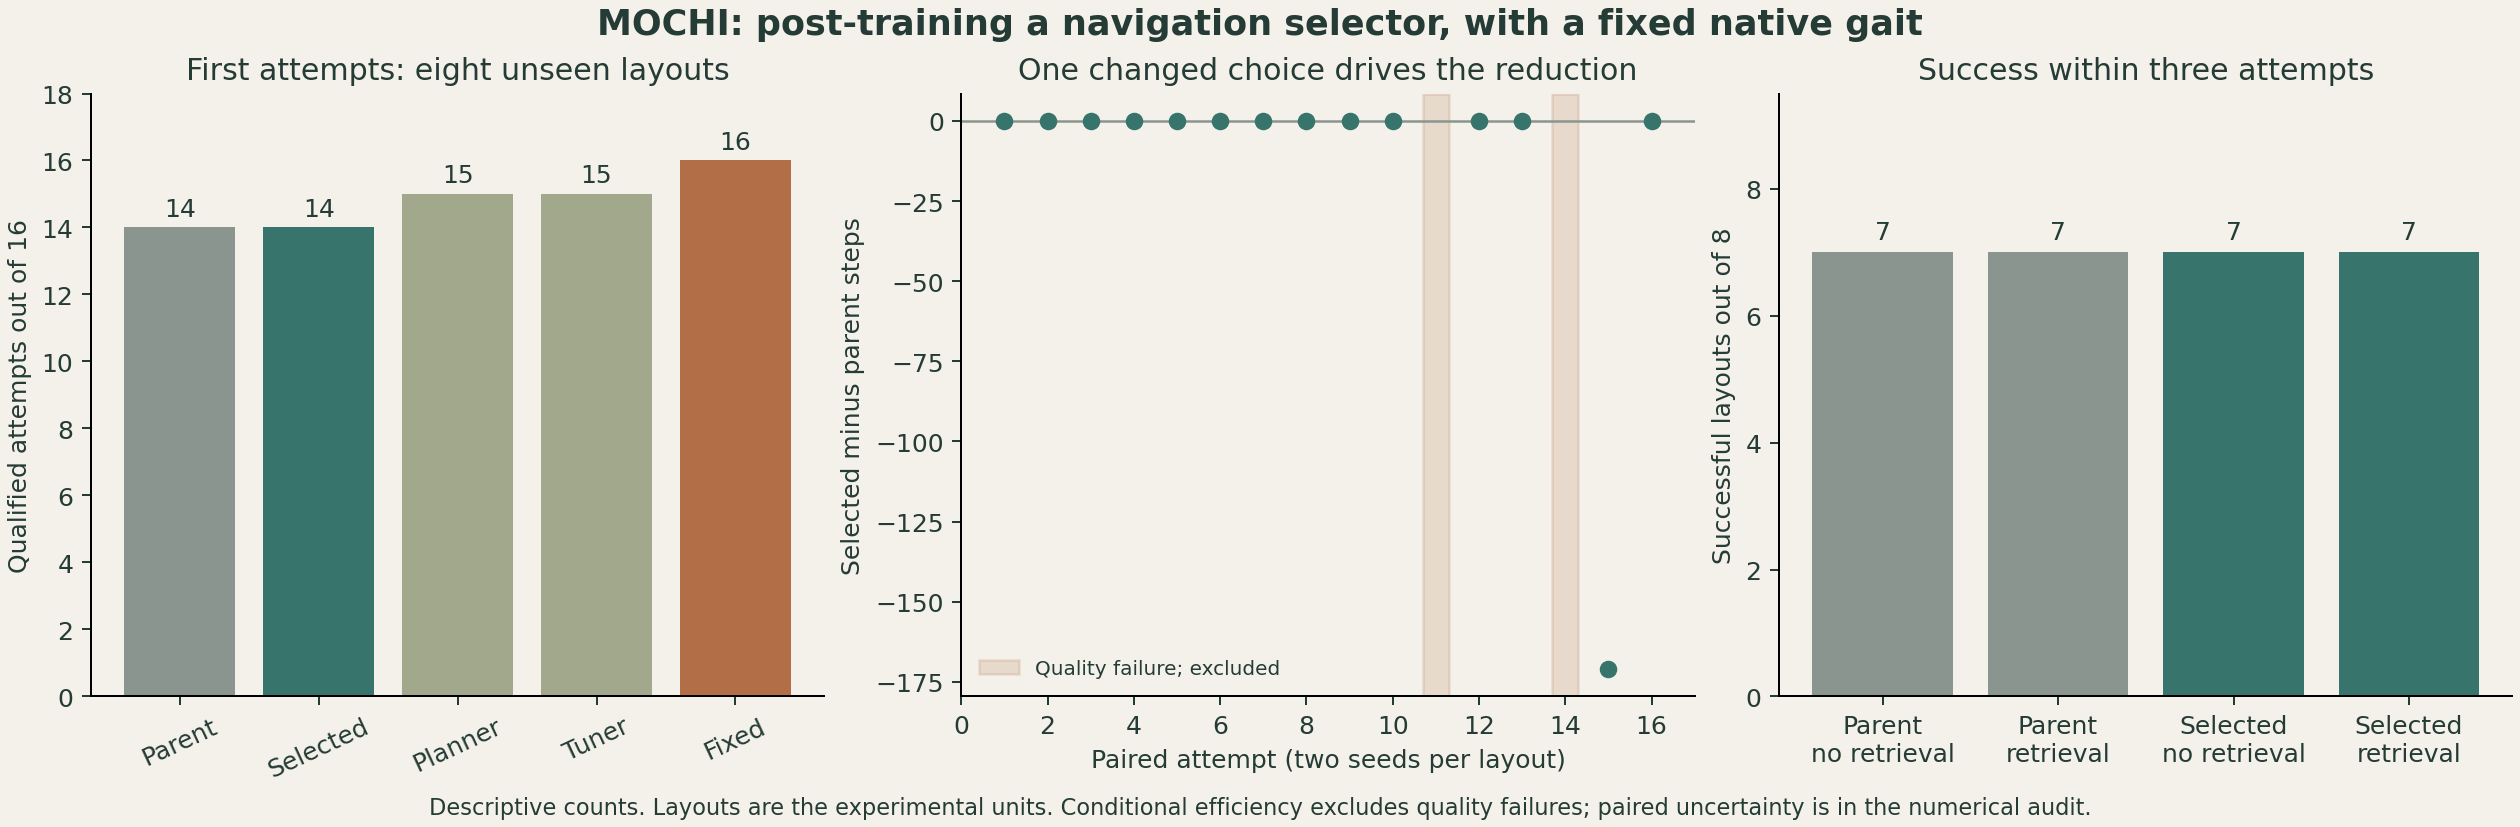 MOCHI: post-training a navigation selector, with a fixed native gait
First attempts: eight unseen layouts
Qualified attempts out of 16
18
16
14
12
10
8
6
4
2
0
14
14
15
15
16
Parent
Selected
Planner
Tuner
Fixed
One changed choice drives the reduction
Selected minus parent steps
0
−25
−50
−75
−100
−125
−150
−175
Quality failure; excluded
0 2 4 6 8 10 12 14 16
Paired attempt (two seeds per layout)
Success within three attempts
Successful layouts out of 8
8
6
4
2
0
7
7
7
7
Parent
no retrieval
Parent
retrieval
Selected
no retrieval
Selected
retrieval
Descriptive counts. Layouts are the experimental units. Conditional efficiency excludes quality failures; paired uncertainty is in the numerical audit.